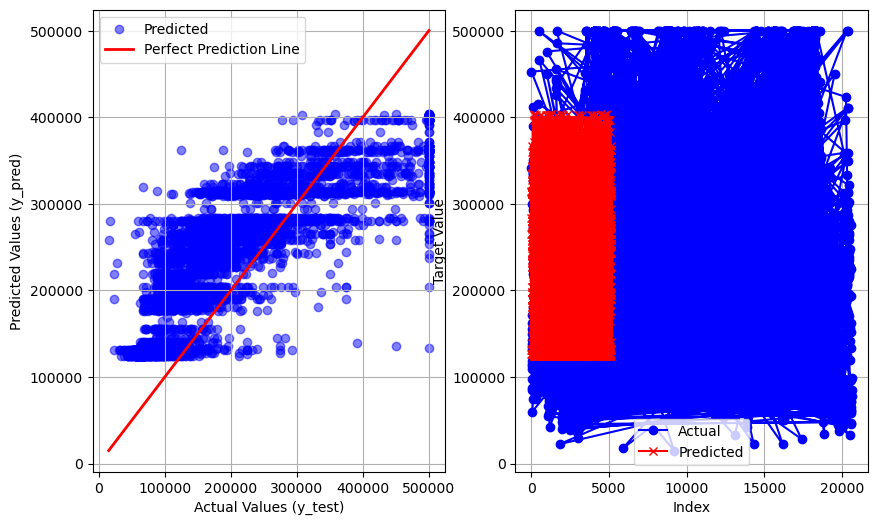 Predicted
Perfect Prediction Line
500000
400000
300000
200000
100000
0
Predicted Values (y_pred)
0 100000 200000 300000 400000 500000
Actual Values (y_test)
500000
400000
300000
200000
100000
0
Target Value
Actual
Predicted
0 5000 10000 15000 20000
Index